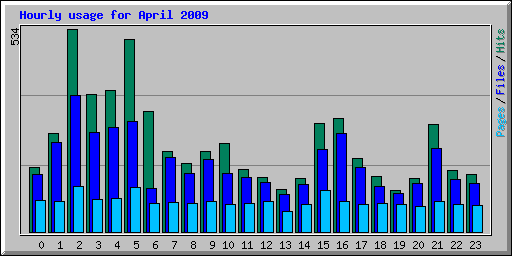 Hourly usage for April 2009
534
Pages / Files / Hits
0 1 2 3 4 5 6 7 8 9 10 11 12 13 14 15 16 17 18 19 20 21 22 23